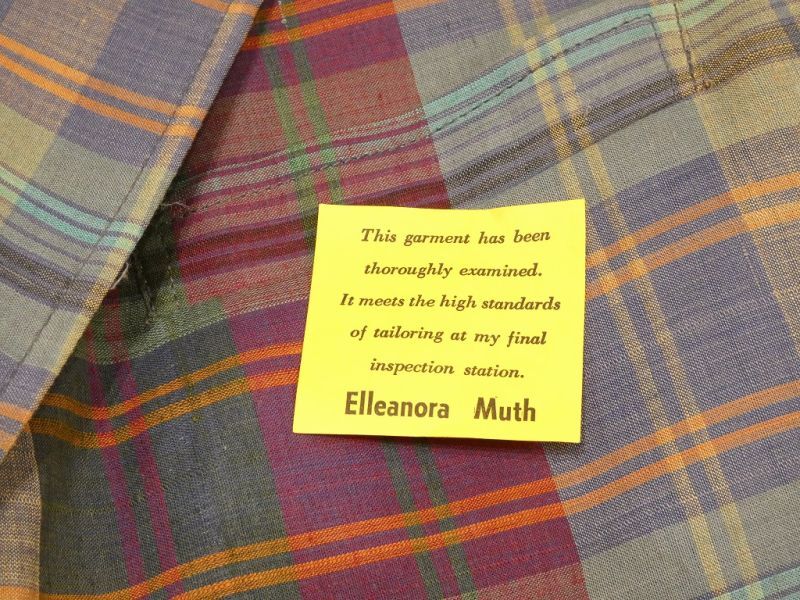 This garment has been
thoroughly examined.
It meets the high standards
of tailoring at my final
inspection station.
Elleanora Muth